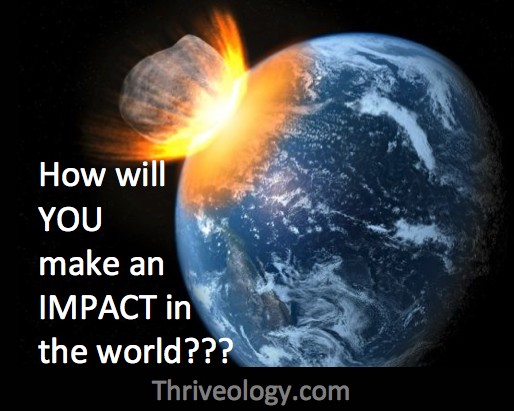 How will
YOU
make an
IMPACT in
the world???
Thriveology.com